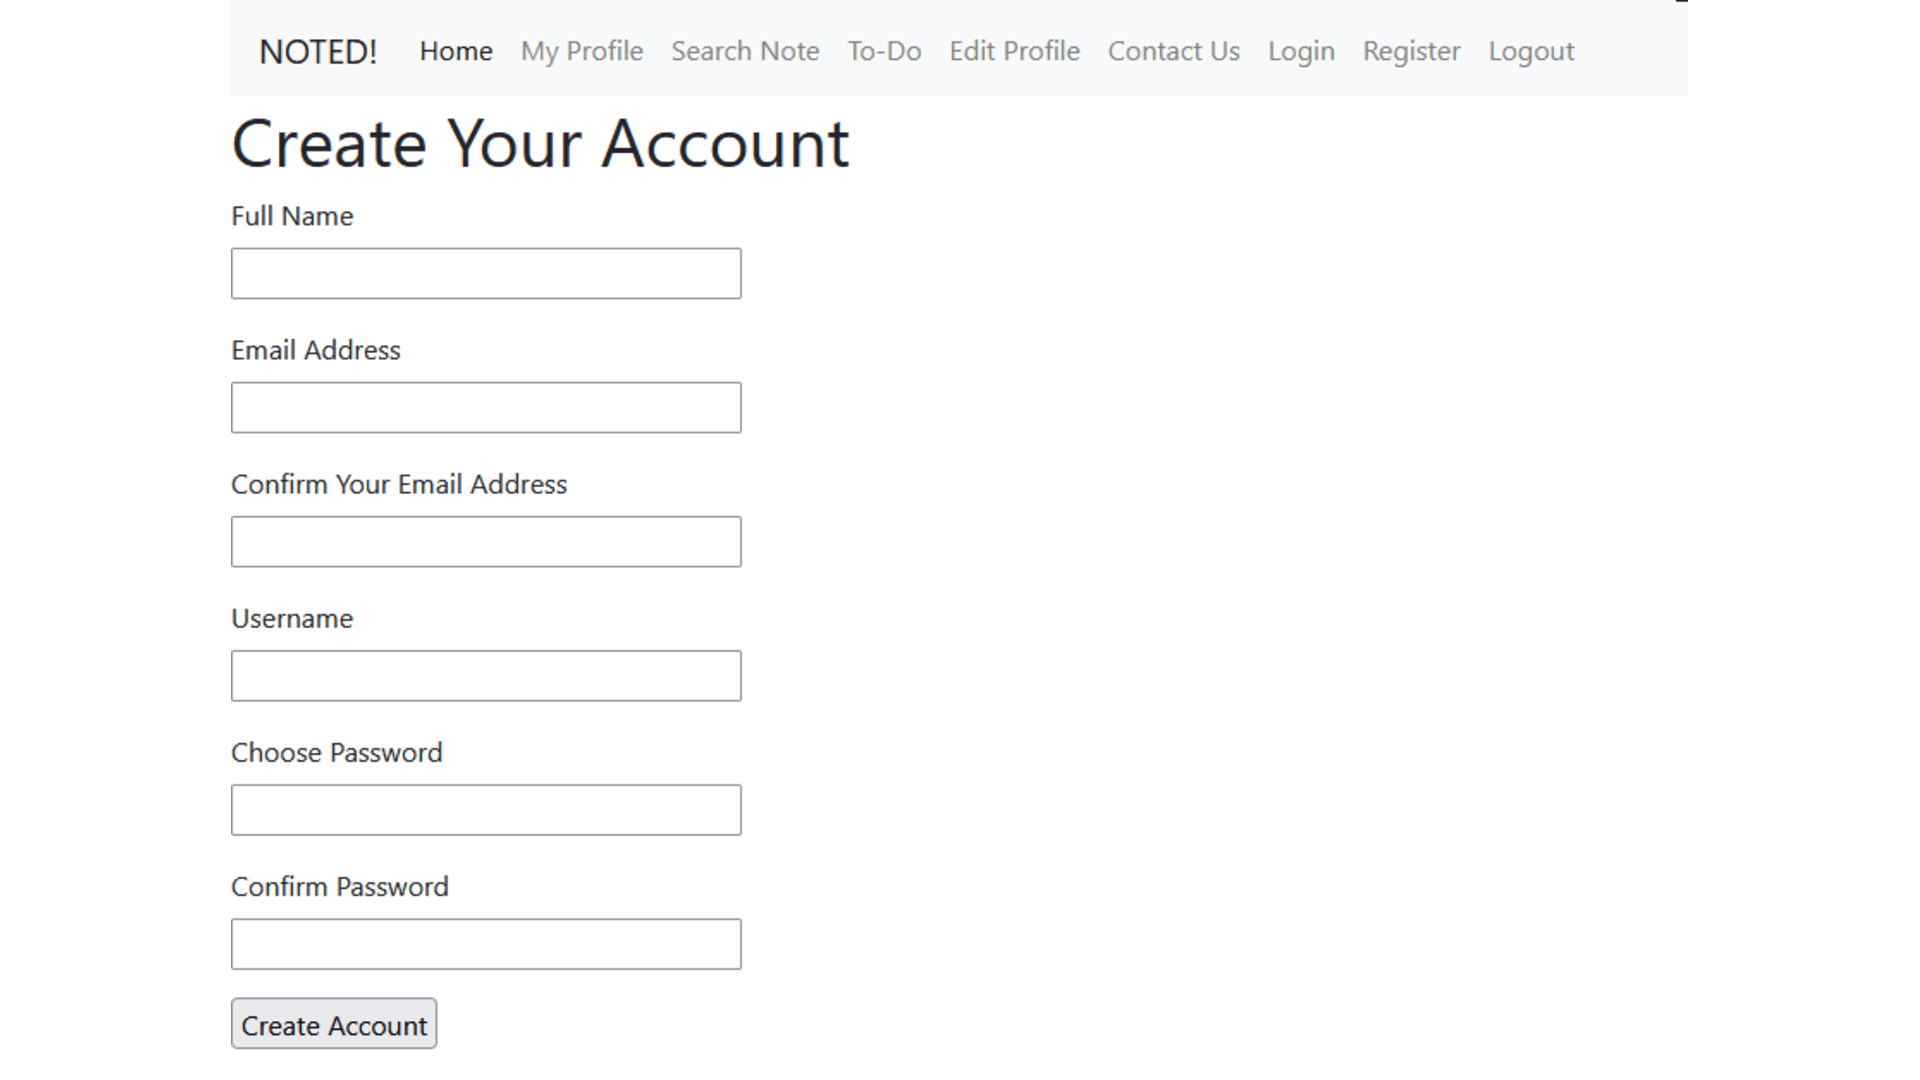 NOTED! Home My Profile Search Note To-Do Edit Profile Contact Us Login Register Logout
Create Your Account
Full Name
Email Address
Confirm Your Email Address
Username
Choose Password
Confirm Password
Create Account